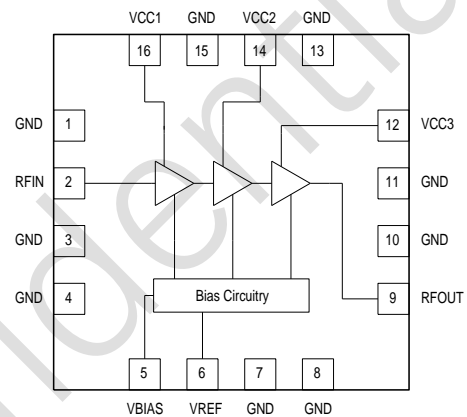 VCC1 GND VCC2 GND
16 15 14 13
GND 1 12 VCC3
RFIN 2 11 GND
GND 3 10 GND
GND 4 Bias Circuitry 9 RFOUT
5 6 7 8
VBIAS VREF GND GND